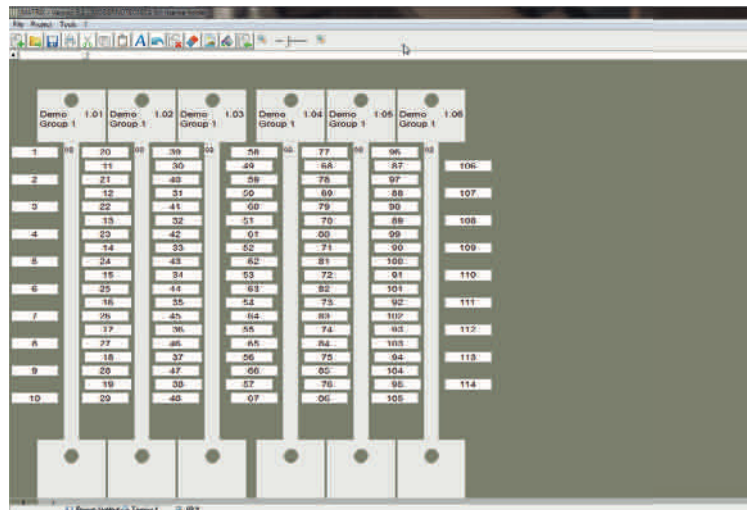 File Project Tools ?
Demo 1.01 Demo 1.02 Demo 1.03 Demo 1.04 Demo 1.05 Demo 1.06
Group 1 Group 1 Group 1 Group 1 Group 1 Group 1
1 20 39 58 77 96
11 30 49 68 87 106
2 21 40 59 78 97
12 31 50 69 88 107
3 22 41 60 79 98
13 32 51 70 89 108
4 23 42 61 80 99
14 33 52 71 90 109
5 24 43 62 81 100
15 34 53 72 91 110
6 25 44 63 82 101
16 35 54 73 92 111
7 26 45 64 83 102
17 36 55 74 93 112
8 27 46 65 84 103
18 37 56 75 94 113
9 28 47 66 85 104
19 38 57 76 95 114
10 29 48 67 86 105